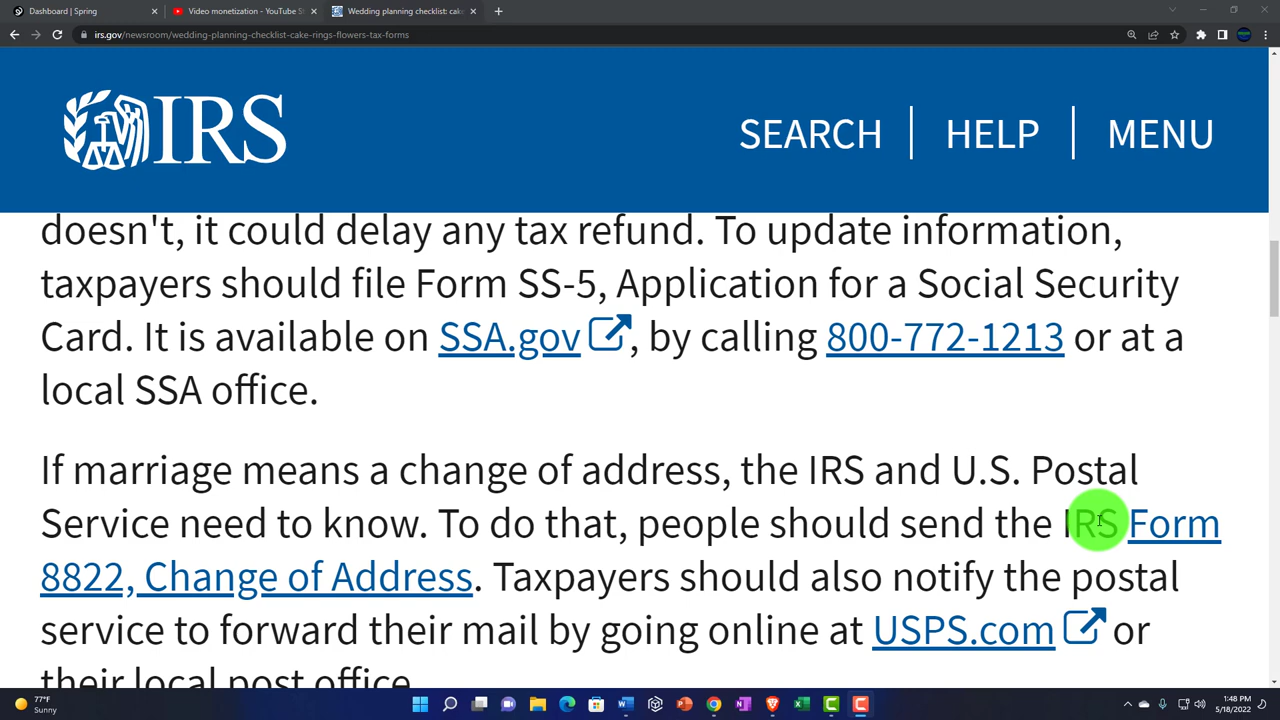 Dashboard | Spring
Video monetization - YouTube St
Wedding planning checklist: cake
irs.gov/newsroom/wedding-planning-checklist-cake-rings-flowers-tax-forms
IRS
SEARCH
HELP
MENU
doesn't, it could delay any tax refund. To update information,
taxpayers should file Form SS-5, Application for a Social Security
Card. It is available on SSA.gov, by calling 800-772-1213 or at a
local SSA office.
If marriage means a change of address, the IRS and U.S. Postal
Service need to know. To do that, people should send the IRS Form
8822, Change of Address. Taxpayers should also notify the postal
service to forward their mail by going online at USPS.com or
their local post office.
77°F
Sunny
1:48 PM
5/18/2022